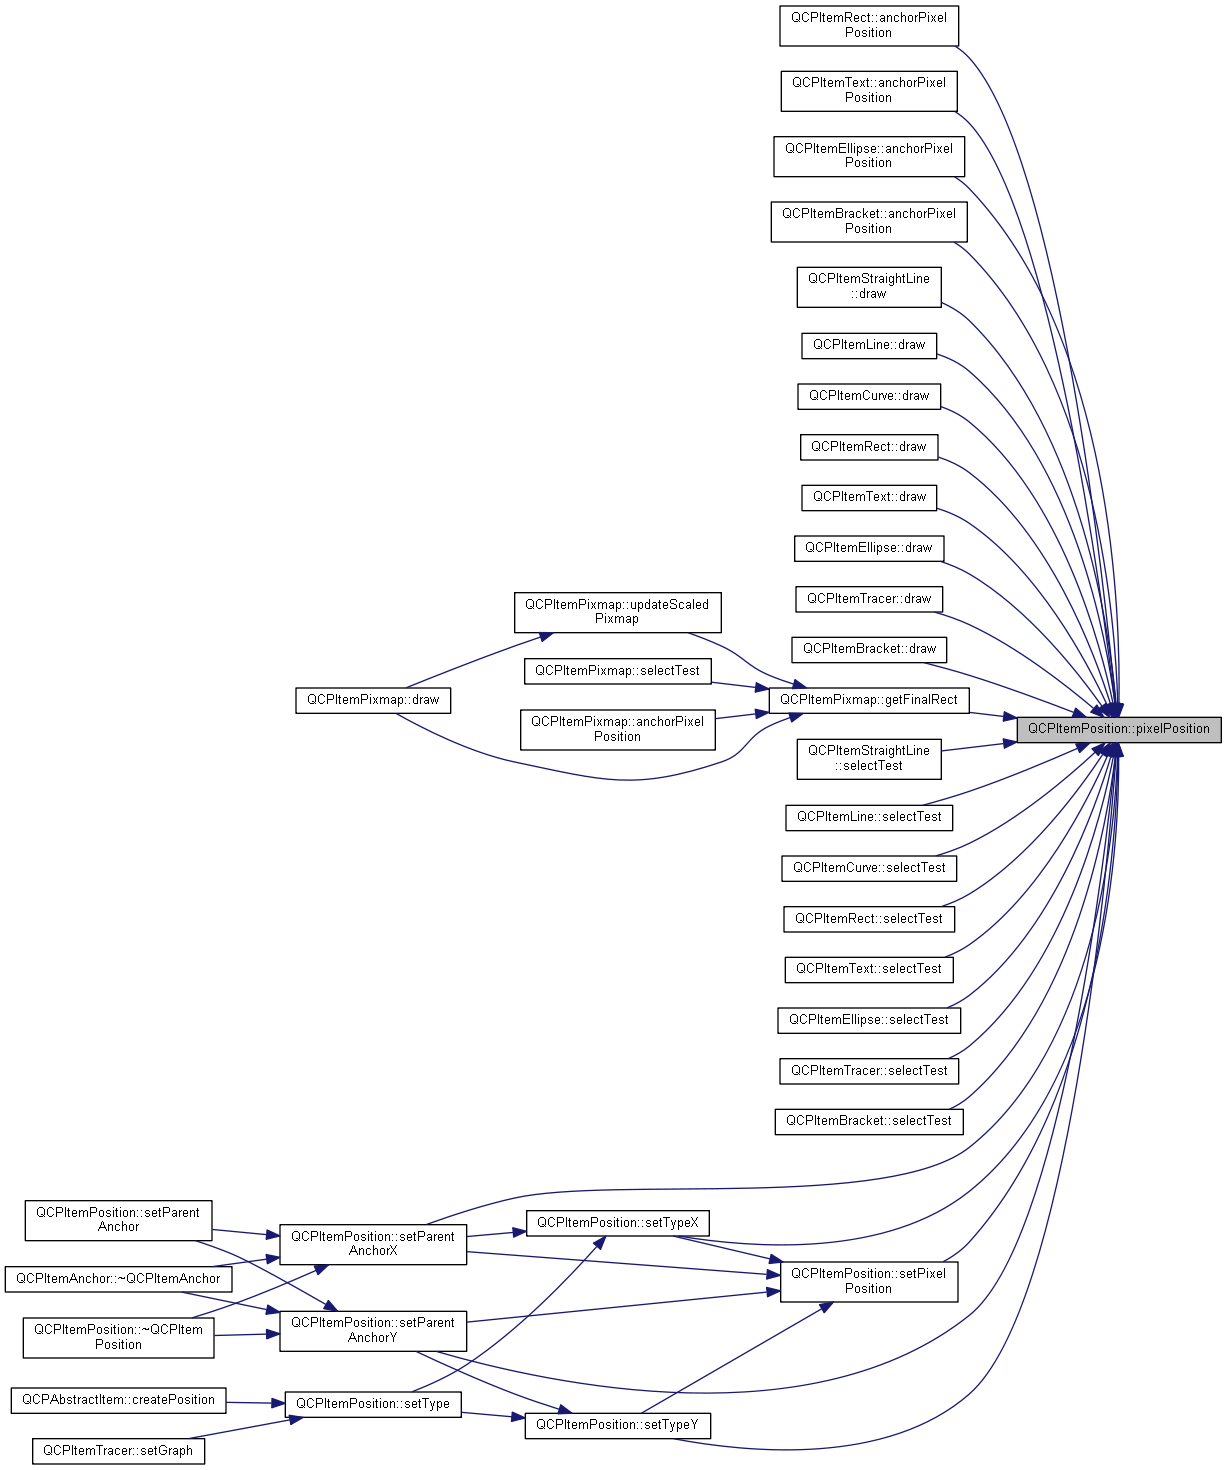 QCPItemRect::anchorPixel
Position
QCPItemText::anchorPixel
Position
QCPItemEllipse::anchorPixel
Position
QCPItemBracket::anchorPixel
Position
QCPItemStraightLine
::draw
QCPItemLine::draw
QCPItemCurve::draw
QCPItemRect::draw
QCPItemText::draw
QCPItemEllipse::draw
QCPItemTracer::draw
QCPItemBracket::draw
QCPItemPixmap::updateScaled
Pixmap
QCPItemPixmap::selectTest
QCPItemPixmap::draw
QCPItemPixmap::getFinalRect
QCPItemPixmap::anchorPixel
Position
QCPItemPosition::pixelPosition
QCPItemStraightLine
::selectTest
QCPItemLine::selectTest
QCPItemCurve::selectTest
QCPItemRect::selectTest
QCPItemText::selectTest
QCPItemEllipse::selectTest
QCPItemTracer::selectTest
QCPItemBracket::selectTest
QCPItemPosition::setParent
Anchor
QCPItemPosition::setParent
AnchorX
QCPItemPosition::setTypeX
QCPItemAnchor::~QCPItemAnchor
QCPItemPosition::setPixel
Position
QCPItemPosition::~QCPItem
Position
QCPItemPosition::setParent
AnchorY
QCPAbstractItem::createPosition
QCPItemPosition::setType
QCPItemPosition::setTypeY
QCPItemTracer::setGraph